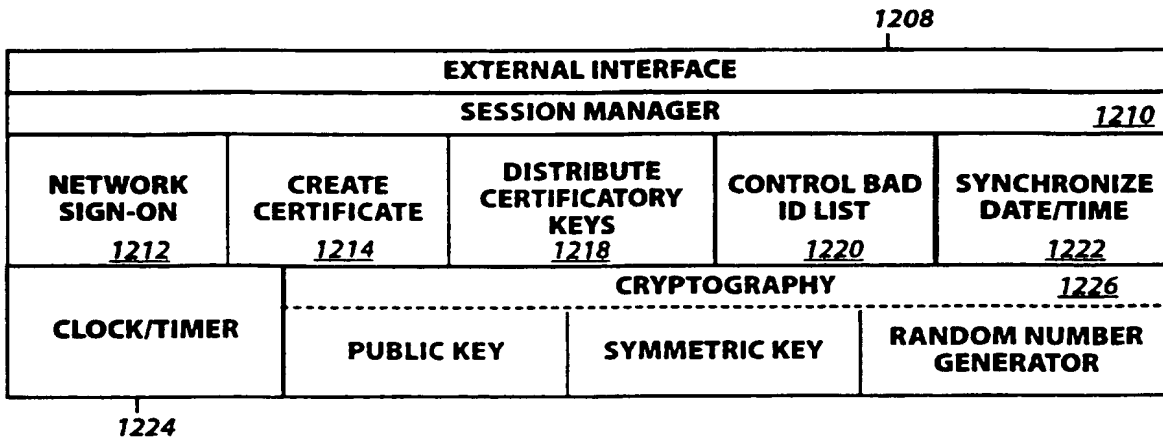 1208
EXTERNAL INTERFACE
SESSION MANAGER
1210
NETWORK
SIGN-ON
1212
CREATE
CERTIFICATE
1214
DISTRIBUTE
CERTIFICATORY
KEYS
1218
CONTROL BAD
ID LIST
1220
SYNCHRONIZE
DATE/TIME
1222
CLOCK/TIMER
CRYPTOGRAPHY
1226
PUBLIC KEY
SYMMETRIC KEY
RANDOM NUMBER
GENERATOR
1224